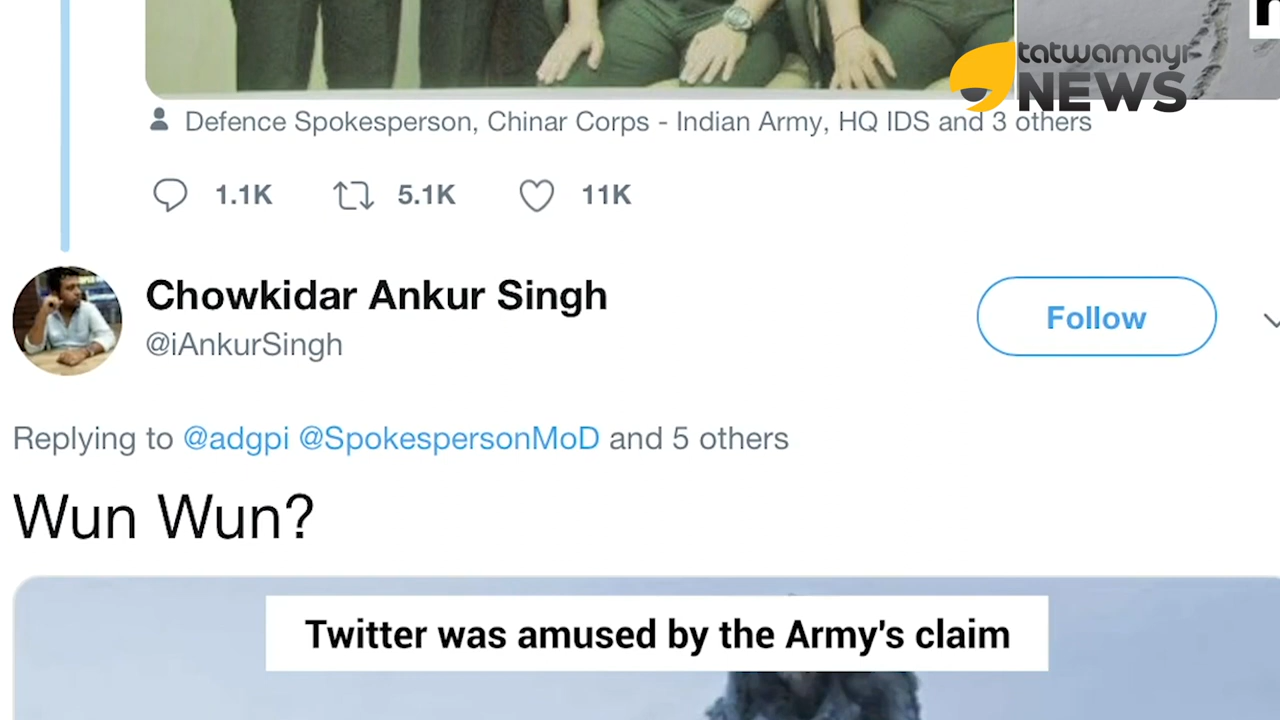 tatwamayi
NEWS
Defence Spokesperson, Chinar Corps - Indian Army, HQ IDS and 3 others
1.1K 5.1K 11K
Chowkidar Ankur Singh
@iAnkurSingh
Follow
Replying to @adgpi @SpokespersonMoD and 5 others
Wun Wun?
Twitter was amused by the Army's claim